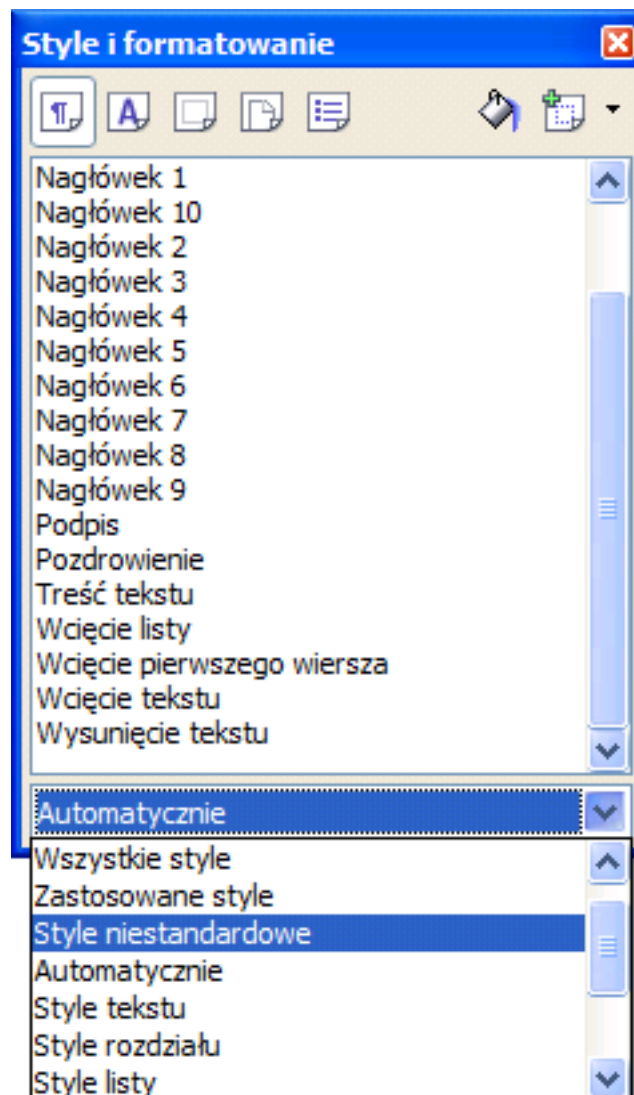 Style i formatowanie
Nagłówek 1
Nagłówek 10
Nagłówek 2
Nagłówek 3
Nagłówek 4
Nagłówek 5
Nagłówek 6
Nagłówek 7
Nagłówek 8
Nagłówek 9
Podpis
Pozdrowienie
Treść tekstu
Wcięcie listy
Wcięcie pierwszego wiersza
Wcięcie tekstu
Wysunięcie tekstu
Automatycznie
Wszystkie style
Zastosowane style
Style niestandardowe
Automatycznie
Style tekstu
Style rozdziału
Style listy